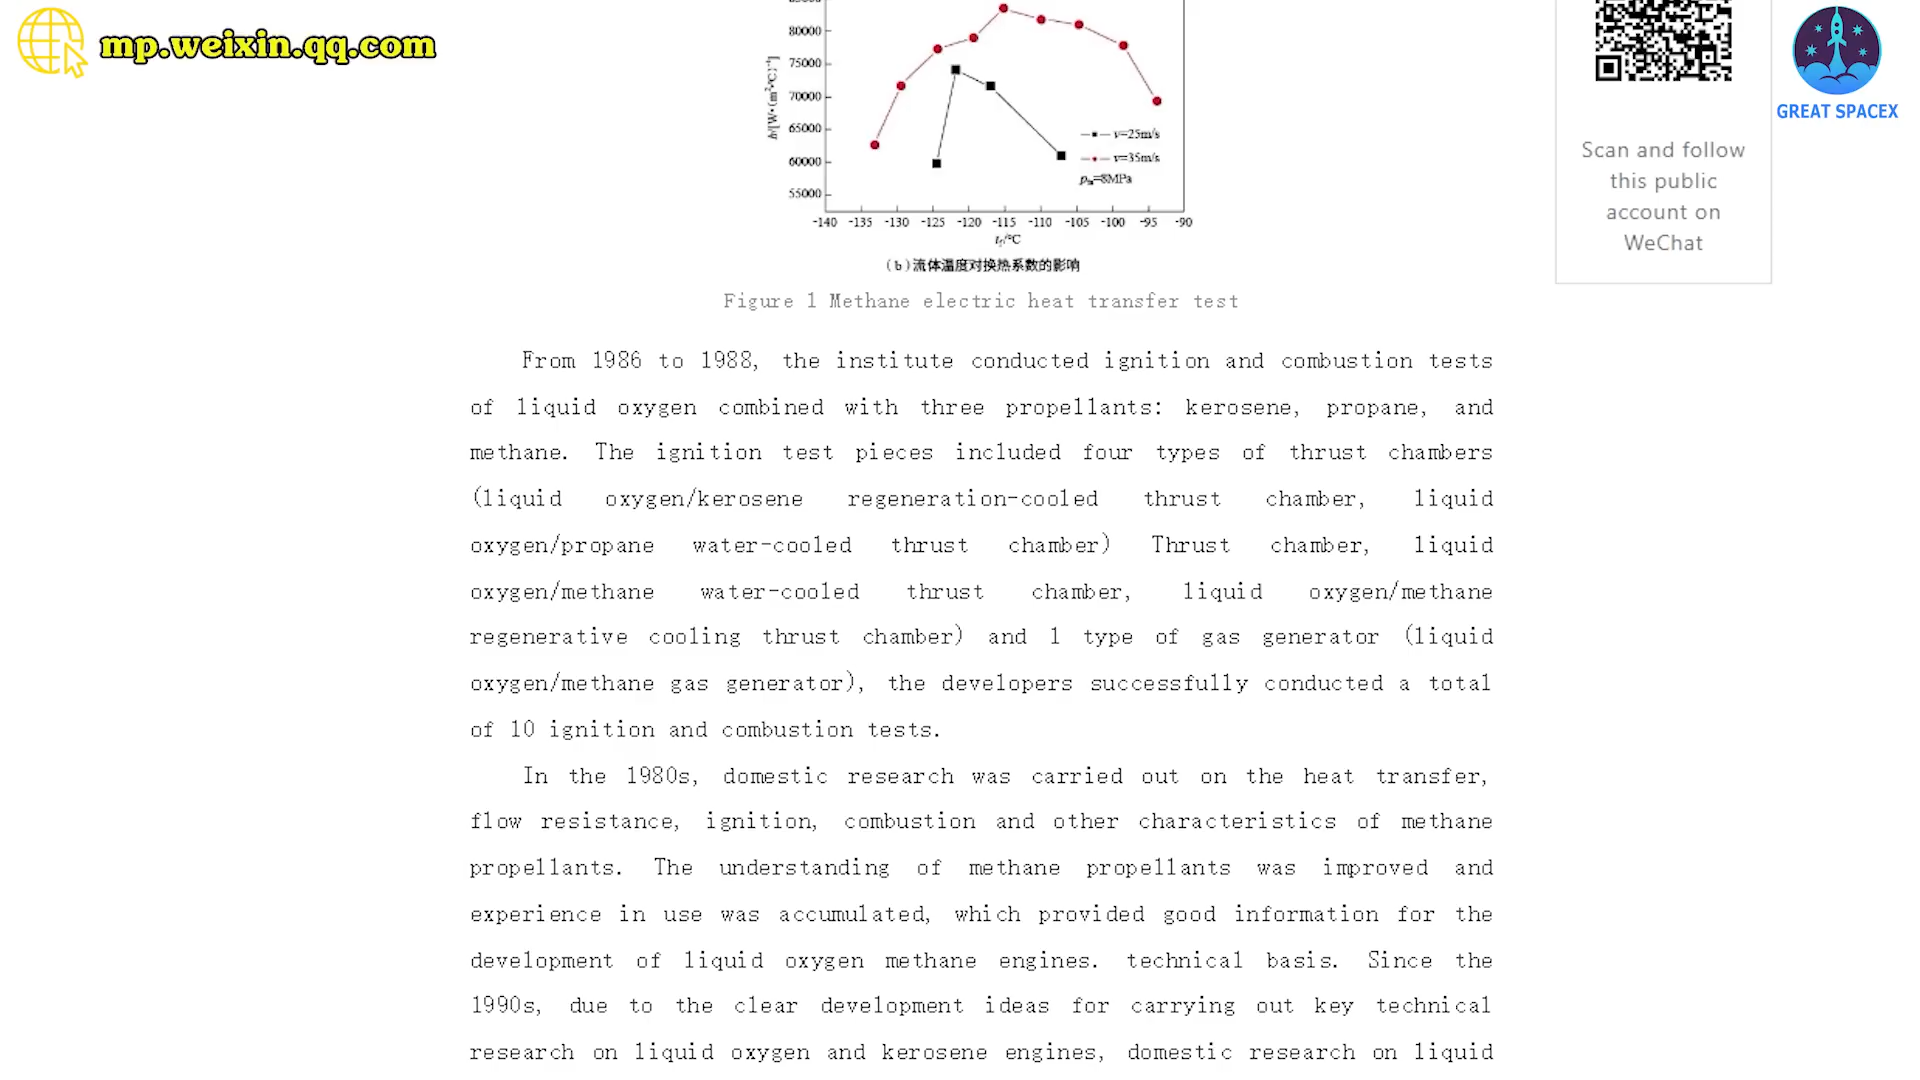 mp.weixin.qq.com
GREAT SPACEX
80000
75000
70000
65000
60000
55000
h/[W·(m²·℃)⁻¹]
v=25m/s
v=35m/s
-140 -135 -130 -125 -120 -115 -110 -105 -100 -95 -90
(b)流体温度对换热系数的影响
Figure 1 Methane electric heat transfer test
Scan and follow
this public
account on
WeChat
From 1986 to 1988, the institute conducted ignition and combustion tests
of liquid oxygen combined with three propellants: kerosene, propane, and
methane. The ignition test pieces included four types of thrust chambers
(liquid oxygen/kerosene regeneration-cooled thrust chamber, liquid
oxygen/propane water-cooled thrust chamber) Thrust chamber, liquid
oxygen/methane water-cooled thrust chamber, liquid oxygen/methane
regenerative cooling thrust chamber) and 1 type of gas generator (liquid
oxygen/methane gas generator), the developers successfully conducted a total
of 10 ignition and combustion tests.
In the 1980s, domestic research was carried out on the heat transfer,
flow resistance, ignition, combustion and other characteristics of methane
propellants. The understanding of methane propellants was improved and
experience in use was accumulated, which provided good information for the
development of liquid oxygen methane engines. technical basis. Since the
1990s, due to the clear development ideas for carrying out key technical
research on liquid oxygen and kerosene engines, domestic research on liquid